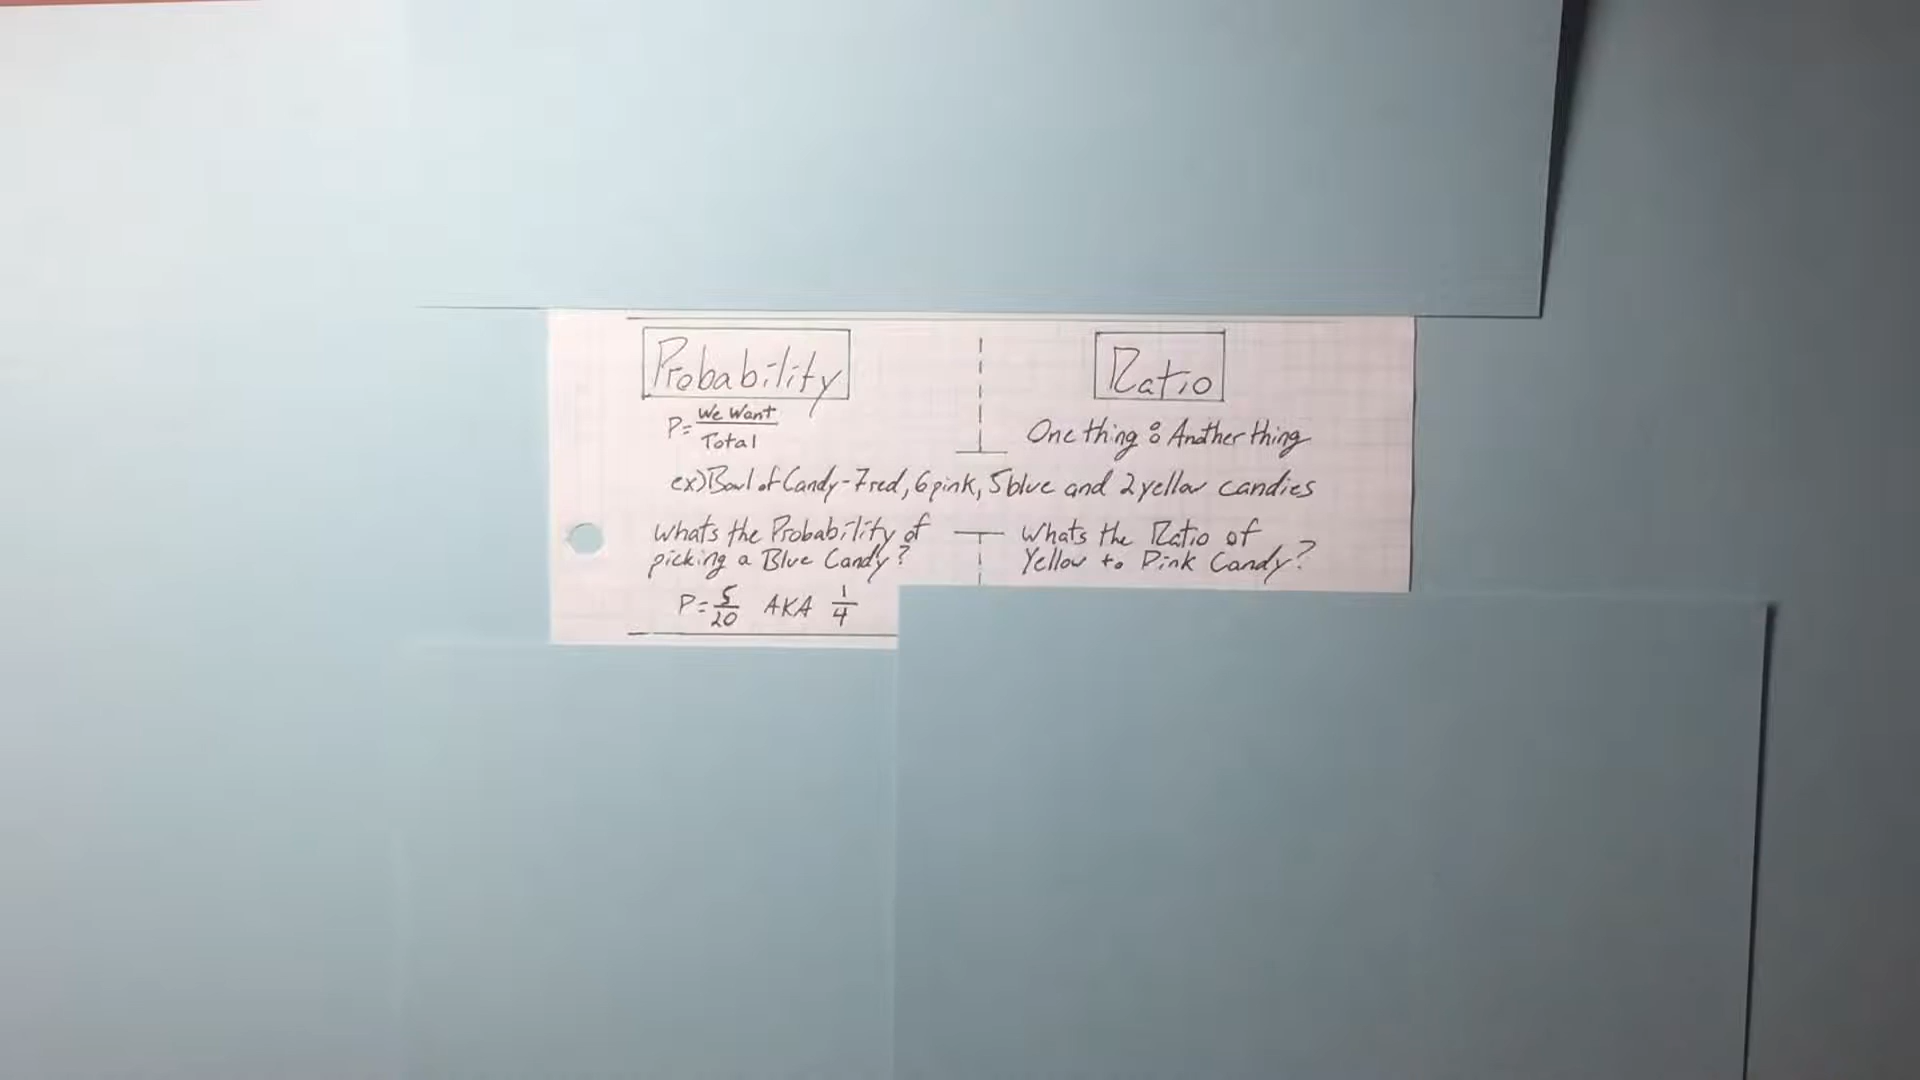 Probability
P= We Want / Total
Ratio
One thing : Another thing
ex) Bowl of Candy - 7 red, 6 pink, 5 blue and 2 yellow candies
Whats the Probability of
picking a Blue Candy?
P= 5/20 AKA 1/4
Whats the Ratio of
Yellow to Pink Candy?